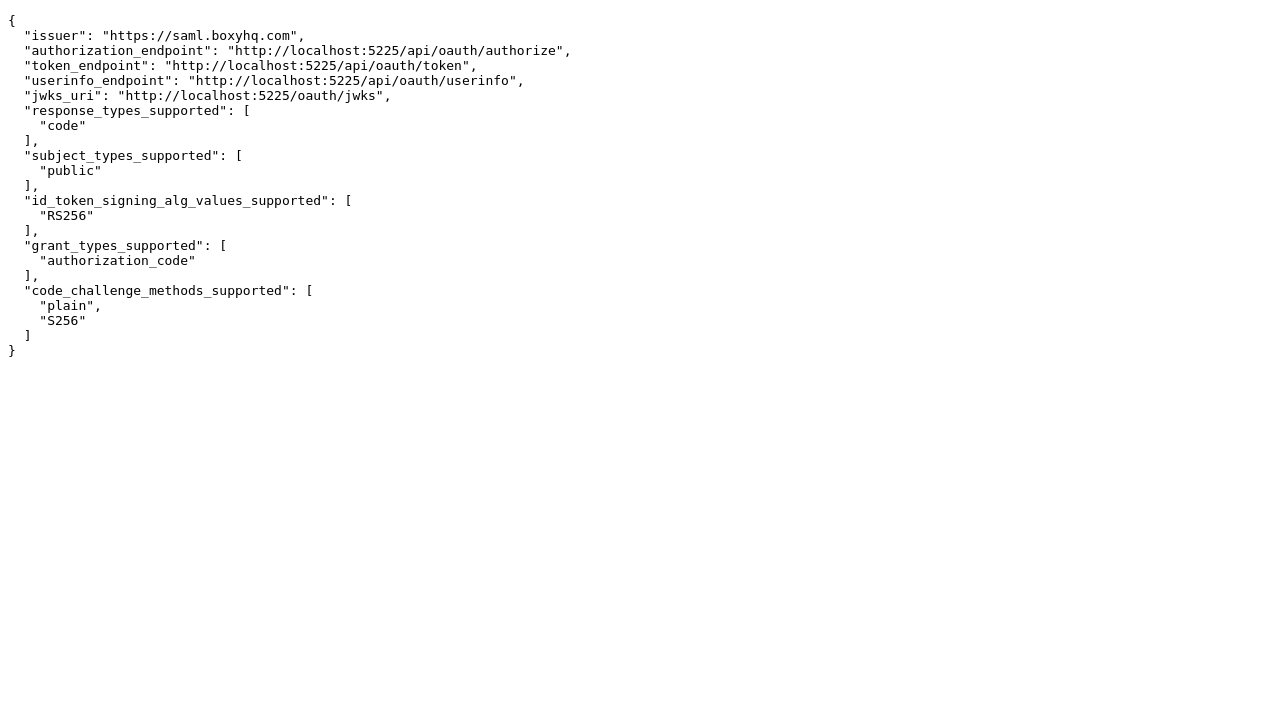 {
  "issuer": "https://saml.boxyhq.com",
  "authorization_endpoint": "http://localhost:5225/api/oauth/authorize",
  "token_endpoint": "http://localhost:5225/api/oauth/token",
  "userinfo_endpoint": "http://localhost:5225/api/oauth/userinfo",
  "jwks_uri": "http://localhost:5225/oauth/jwks",
  "response_types_supported": [
    "code"
  ],
  "subject_types_supported": [
    "public"
  ],
  "id_token_signing_alg_values_supported": [
    "RS256"
  ],
  "grant_types_supported": [
    "authorization_code"
  ],
  "code_challenge_methods_supported": [
    "plain",
    "S256"
  ]
}